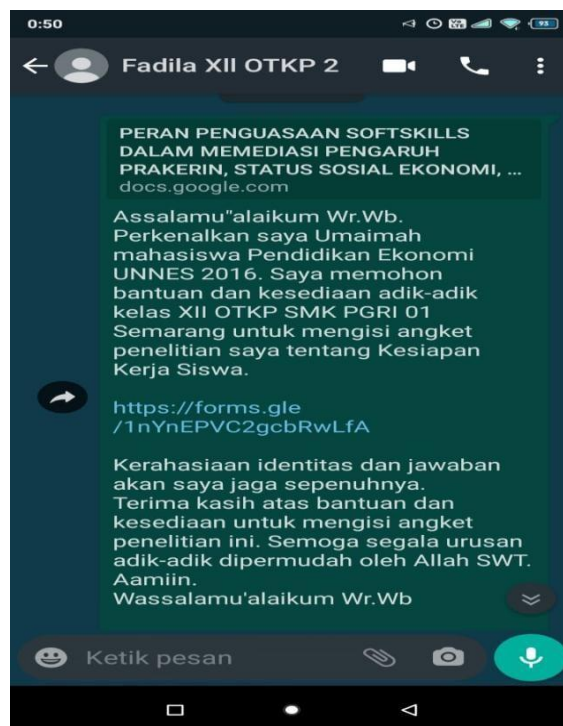 0:50
93
Fadila XII OTKP 2
PERAN PENGUASAAN SOFTSKILLS
DALAM MEMEDIASI PENGARUH
PRAKERIN, STATUS SOSIAL EKONOMI, ...
docs.google.com
Assalamu"alaikum Wr.Wb.
Perkenalkan saya Umaimah
mahasiswa Pendidikan Ekonomi
UNNES 2016. Saya memohon
bantuan dan kesediaan adik-adik
kelas XII OTKP SMK PGRI 01
Semarang untuk mengisi angket
penelitian saya tentang Kesiapan
Kerja Siswa.
https://forms.gle
/1nYnEPVC2gcbRwLfA
Kerahasiaan identitas dan jawaban
akan saya jaga sepenuhnya.
Terima kasih atas bantuan dan
kesediaan untuk mengisi angket
penelitian ini. Semoga segala urusan
adik-adik dipermudah oleh Allah SWT.
Aamiin.
Wassalamu'alaikum Wr.Wb
Ketik pesan